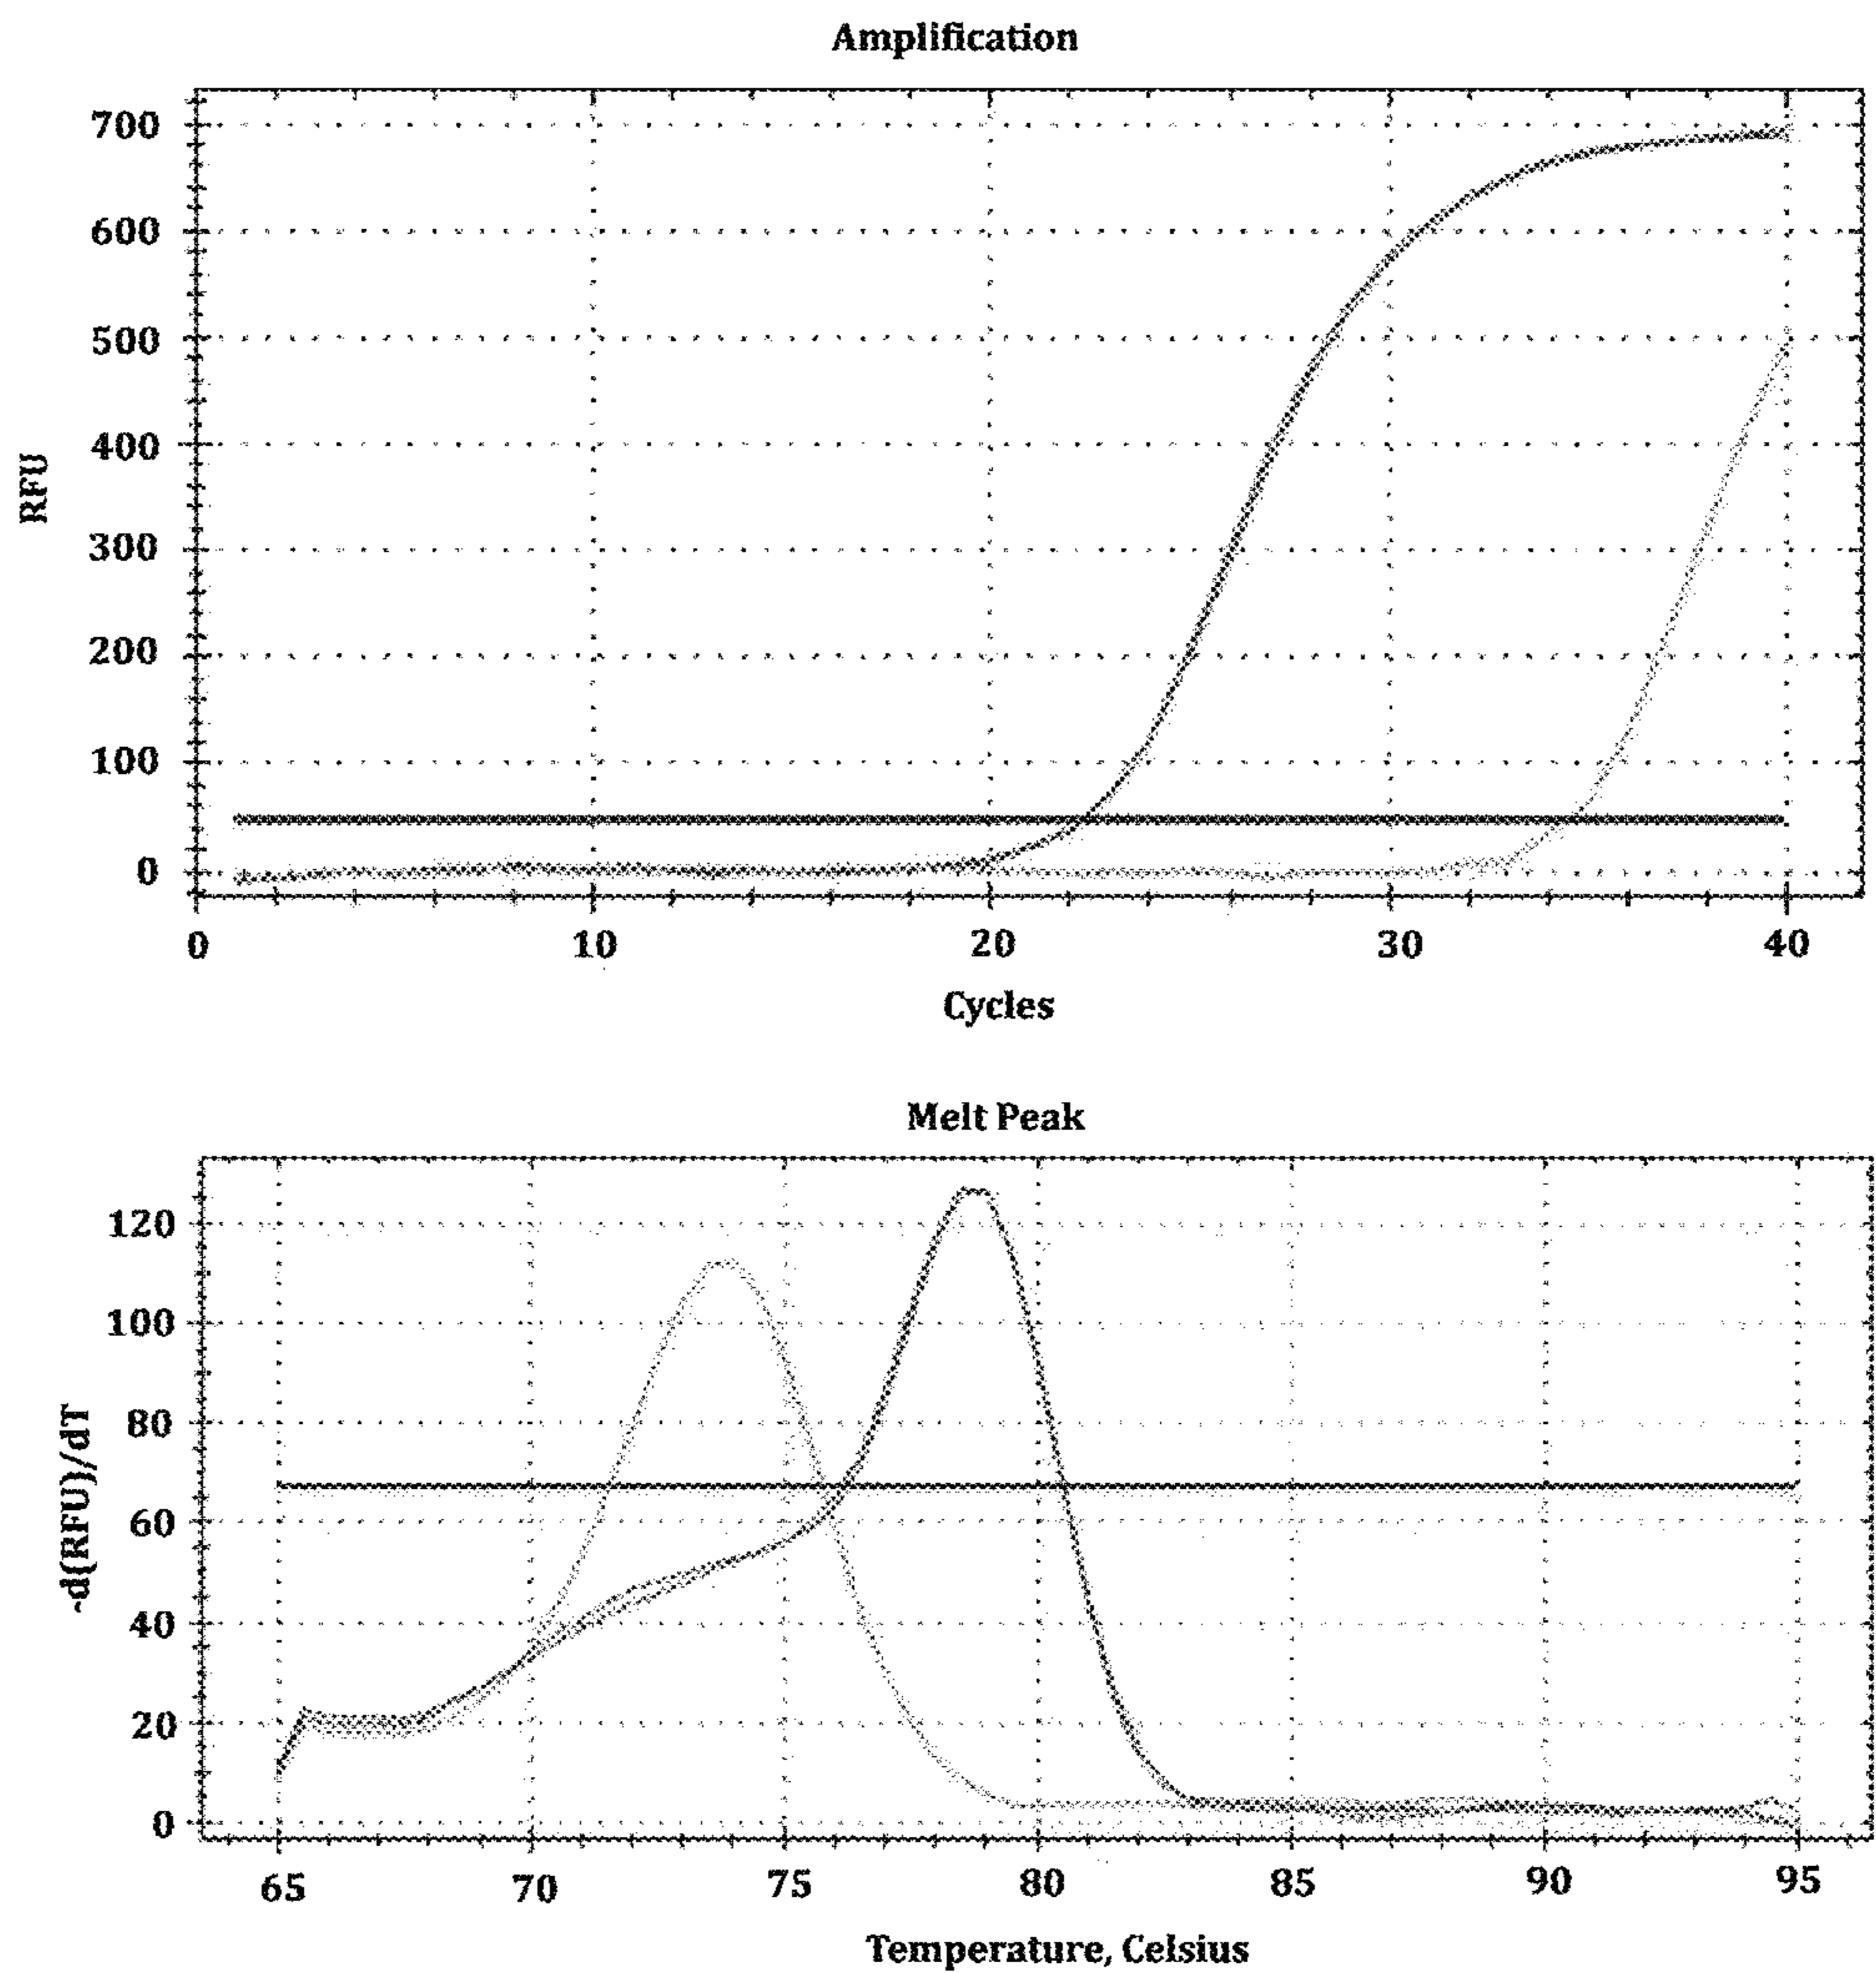 Amplification
700
600
500
400
300
200
100
0
RFU
0 10 20 30 40
Cycles
Melt Peak
120
100
80
60
40
20
0
-d(RFU)/dT
65 70 75 80 85 90 95
Temperature, Celsius